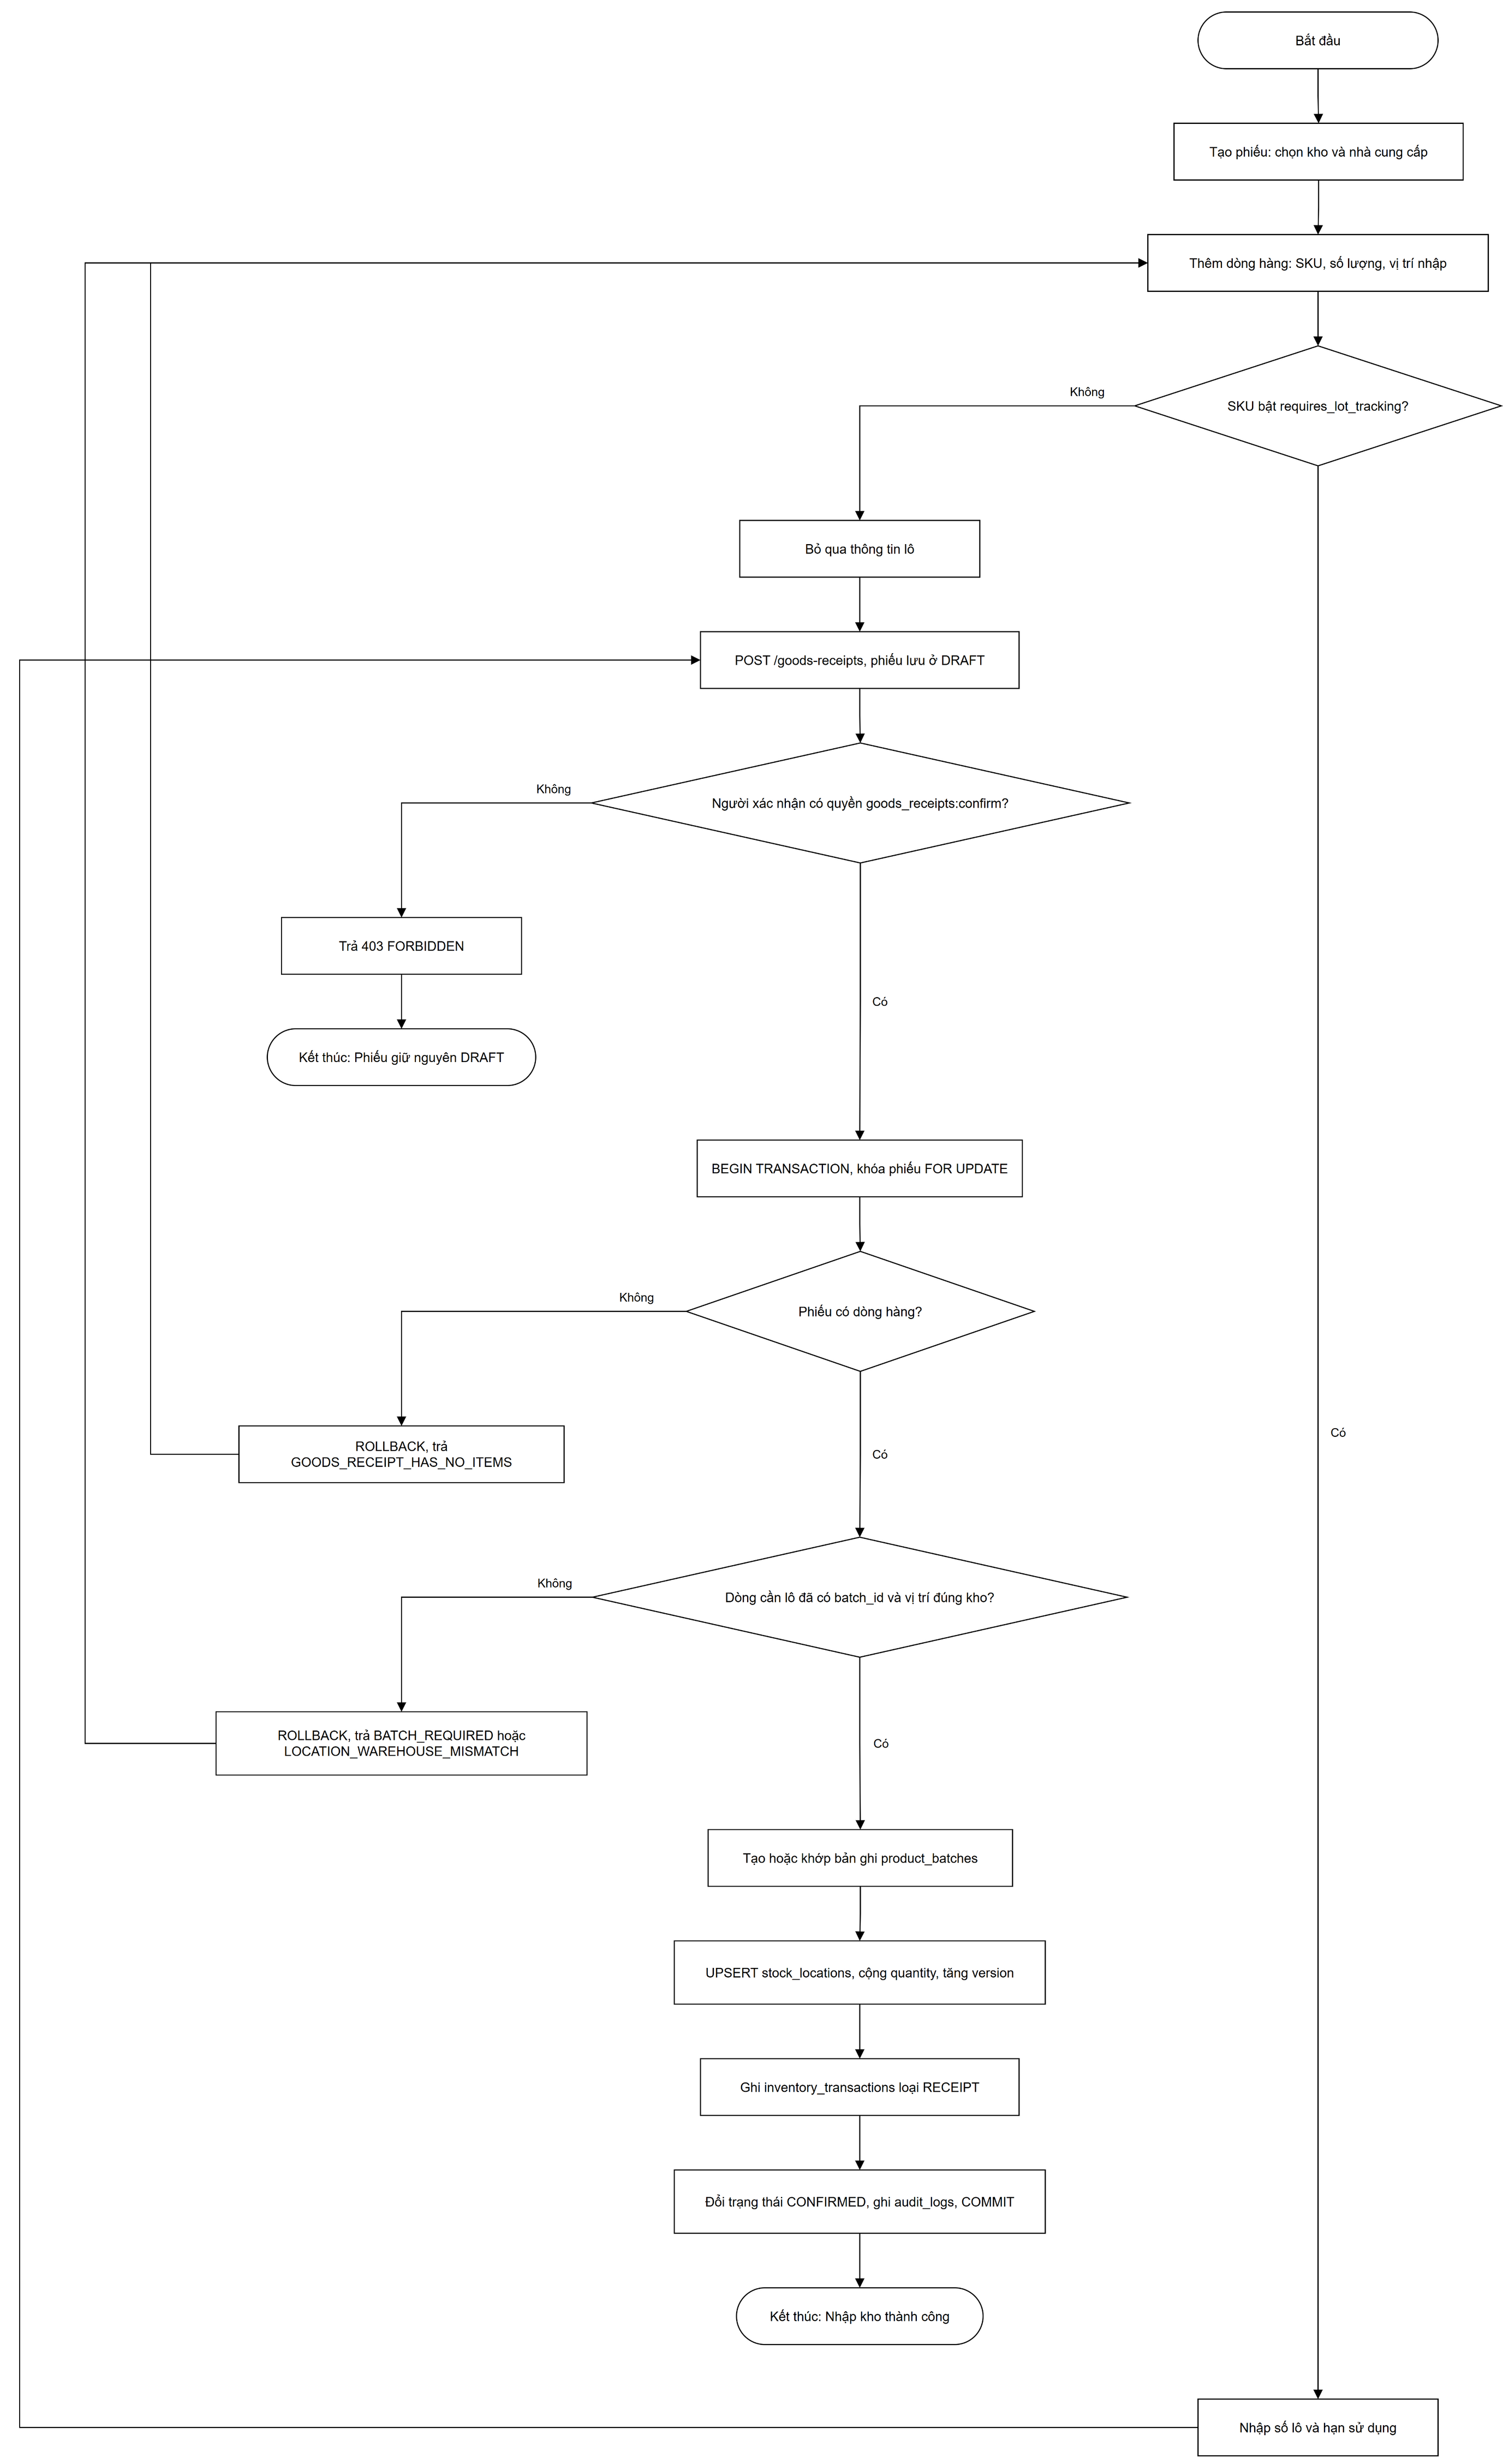 Bắt đầu
Tạo phiếu: chọn kho và nhà cung cấp
Thêm dòng hàng: SKU, số lượng, vị trí nhập
Không
SKU bật requires_lot_tracking?
Bỏ qua thông tin lô
POST /goods-receipts, phiếu lưu ở DRAFT
Không
Người xác nhận có quyền goods_receipts:confirm?
Trả 403 FORBIDDEN
Có
Kết thúc: Phiếu giữ nguyên DRAFT
BEGIN TRANSACTION, khóa phiếu FOR UPDATE
Không
Phiếu có dòng hàng?
Có
ROLLBACK, trả
GOODS_RECEIPT_HAS_NO_ITEMS
Có
Không
Dòng cần lô đã có batch_id và vị trí đúng kho?
ROLLBACK, trả BATCH_REQUIRED hoặc
LOCATION_WAREHOUSE_MISMATCH
Có
Tạo hoặc khớp bản ghi product_batches
UPSERT stock_locations, cộng quantity, tăng version
Ghi inventory_transactions loại RECEIPT
Đổi trạng thái CONFIRMED, ghi audit_logs, COMMIT
Kết thúc: Nhập kho thành công
Nhập số lô và hạn sử dụng